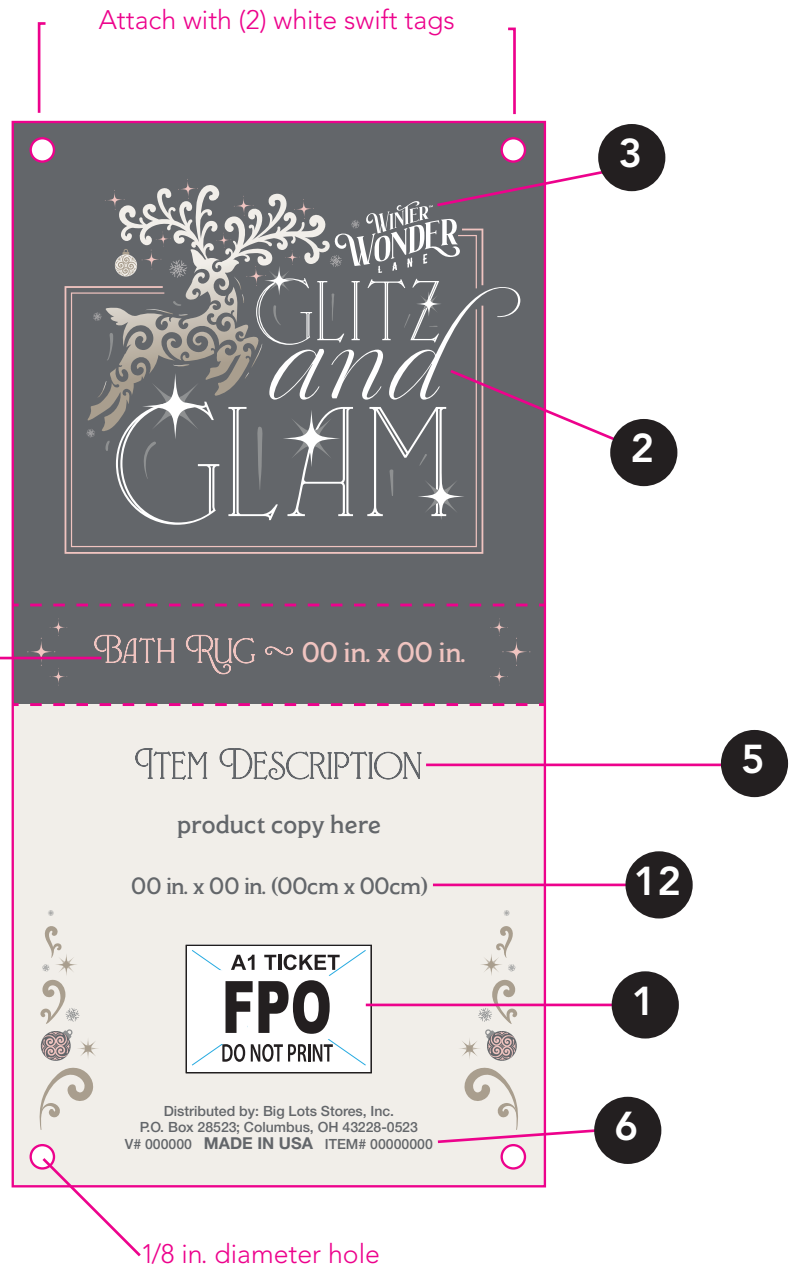 Attach with (2) white swift tags
3
WINTER™
WONDER
LANE
GLITZ
and
GLAM
2
BATH RUG ~ 00 in. x 00 in.
ITEM DESCRIPTION
5
product copy here
00 in. x 00 in. (00cm x 00cm)
12
A1 TICKET
FPO
DO NOT PRINT
1
Distributed by: Big Lots Stores, Inc.
P.O. Box 28523; Columbus, OH 43228-0523
V# 000000 MADE IN USA ITEM# 00000000
6
1/8 in. diameter hole